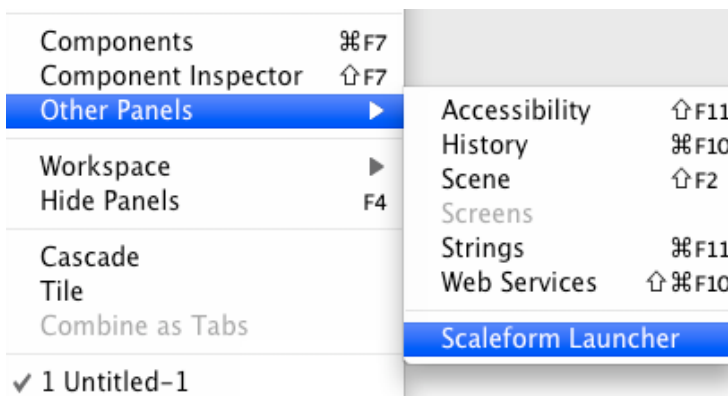 Components ⌘F7
Component Inspector ⇧F7
Other Panels ▶
Workspace ▶
Hide Panels F4
Cascade
Tile
Combine as Tabs
✓ 1 Untitled-1
Accessibility ⇧F11
History ⌘F10
Scene ⇧F2
Screens
Strings ⌘F11
Web Services ⇧⌘F10
Scaleform Launcher